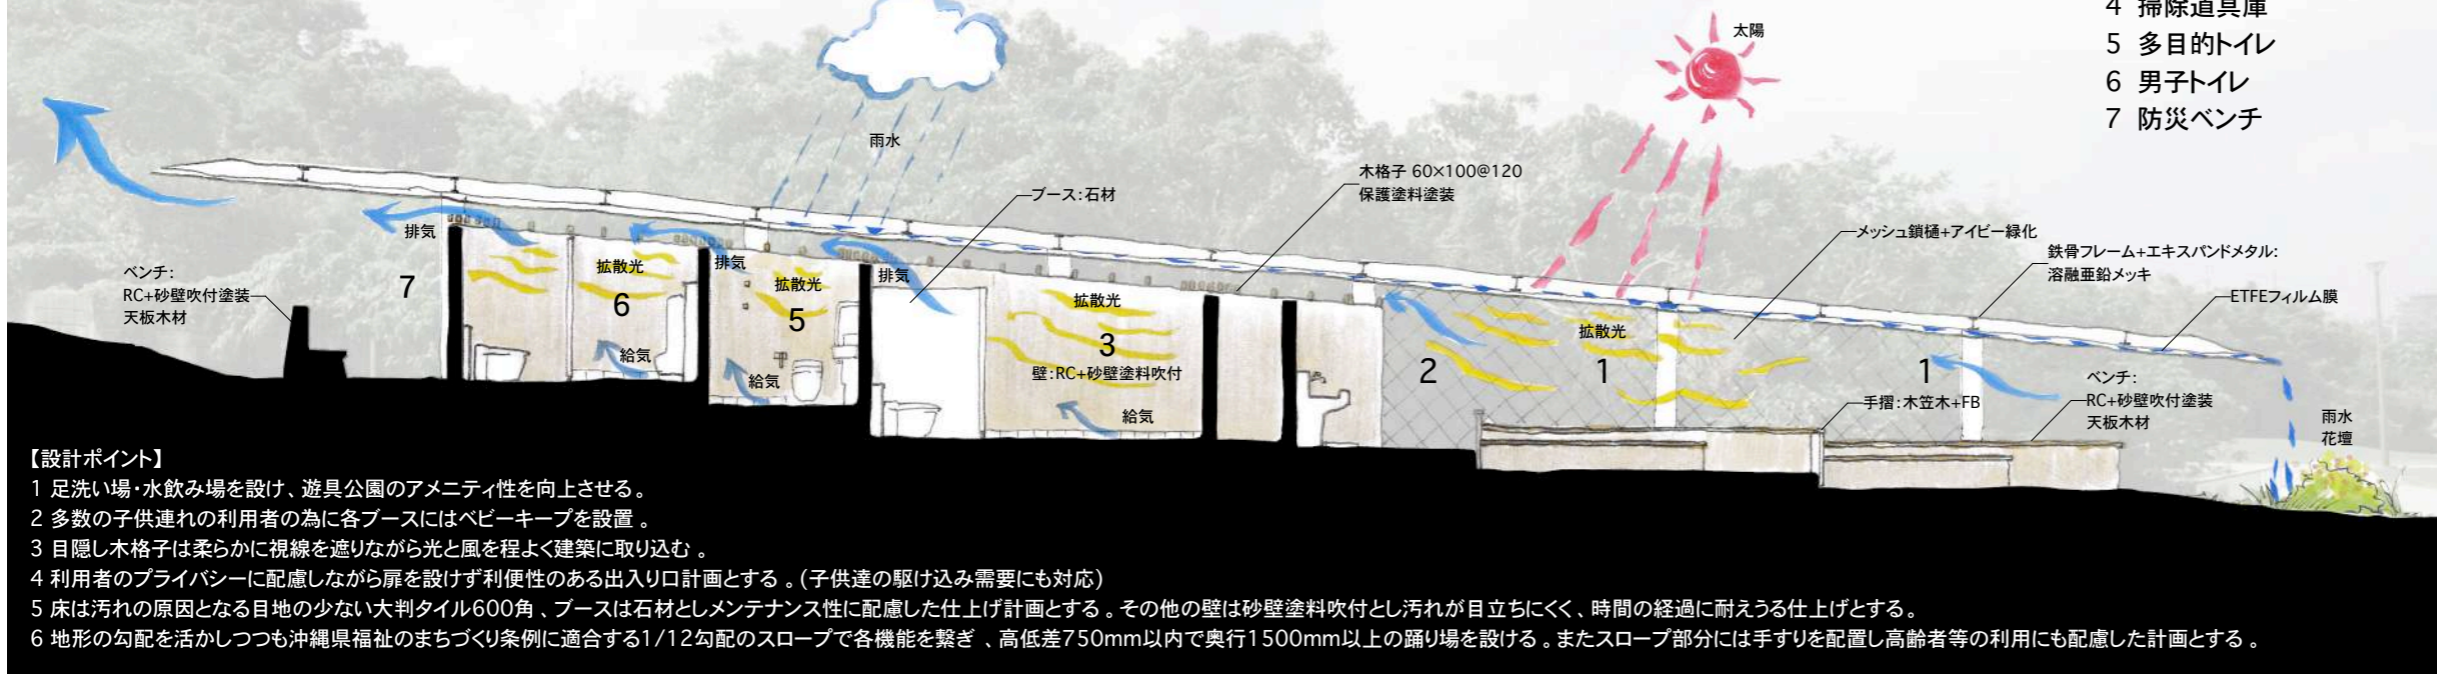 4 掃除道具庫
5 多目的トイレ
6 男子トイレ
7 防災ベンチ
太陽
雨水
ブース:石材
木格子 60×100@120
保護塗料塗装
メッシュ鎖樋+アイビー緑化
鉄骨フレーム+エキスパンドメタル:
溶融亜鉛メッキ
ETFEフィルム膜
排気
排気
排気
ベンチ:
RC+砂壁吹付塗装
天板木材
7
拡散光
6
給気
拡散光
5
給気
拡散光
3
壁:RC+砂壁塗料吹付
給気
2
拡散光
1
1
手摺:木笠木+FB
ベンチ:
RC+砂壁吹付塗装
天板木材
雨水
花壇
【設計ポイント】
1 足洗い場・水飲み場を設け、遊具公園のアメニティ性を向上させる。
2 多数の子供連れの利用者の為に各ブースにはベビーキープを設置 。
3 目隠し木格子は柔らかに視線を遮りながら光と風を程よく建築に取り込む 。
4 利用者のプライバシーに配慮しながら扉を設けず利便性のある出入り口計画とする 。(子供達の駆け込み需要にも対応)
5 床は汚れの原因となる目地の少ない大判タイル600角 、ブースは石材としメンテナンス性に配慮した仕上げ計画とする 。その他の壁は砂壁塗料吹付とし汚れが目立ちにくく、時間の経過に耐えうる仕上げとする。
6 地形の勾配を活かしつつも沖縄県福祉のまちづくり条例に適合する1/12勾配のスロープで各機能を繋ぎ 、高低差750mm以内で奥行1500mm以上の踊り場を設ける 。またスロープ部分には手すりを配置し高齢者等の利用にも配慮した計画とする 。